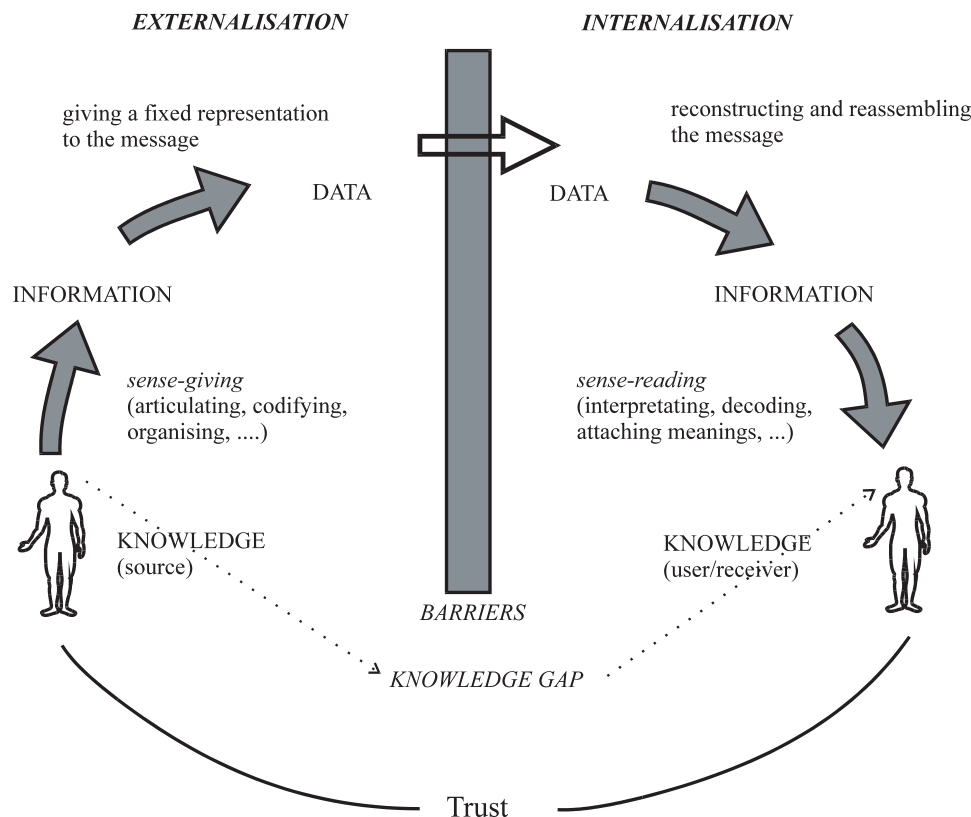 EXTERNALISATION
giving a fixed representation
to the message
DATA
INFORMATION
sense-giving
(articulating, codifying,
organising, ....)
KNOWLEDGE
(source)
BARRIERS
KNOWLEDGE GAP
Trust
INTERNALISATION
reconstructing and reassembling
the message
DATA
INFORMATION
sense-reading
(interpretating, decoding,
attaching meanings, ...)
KNOWLEDGE
(user/receiver)